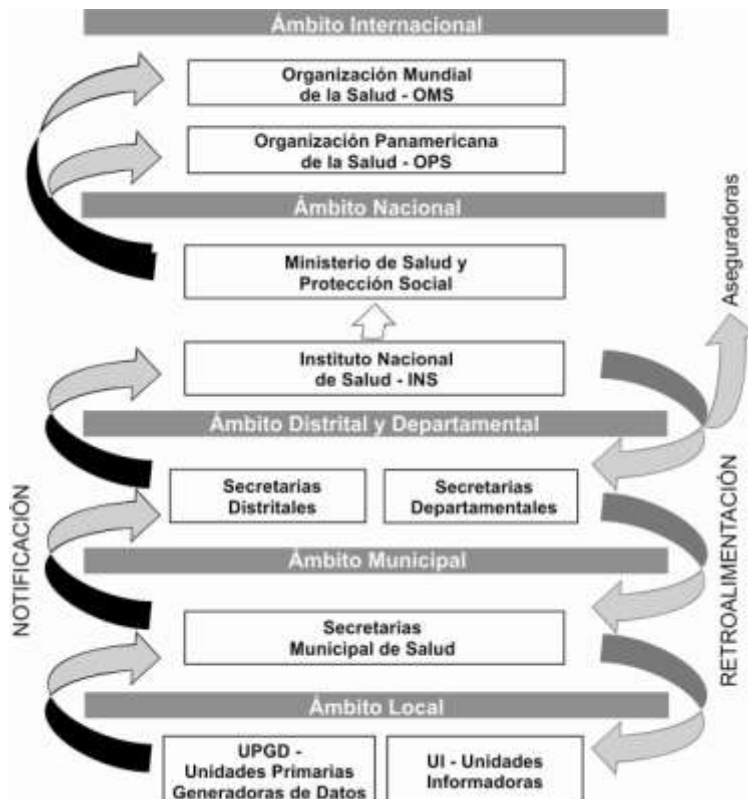 Ámbito Internacional
Organización Mundial
de la Salud - OMS
Organización Panamericana
de la Salud - OPS
Ámbito Nacional
Ministerio de Salud y
Protección Social
Aseguradoras
Instituto Nacional
de Salud - INS
Ámbito Distrital y Departamental
Secretarias
Distritales
Secretarias
Departamentales
NOTIFICACIÓN
RETROALIMENTACIÓN
Ámbito Municipal
Secretarias
Municipal de Salud
Ámbito Local
UPGD -
Unidades Primarias
Generadoras de Datos
UI - Unidades
Informadoras